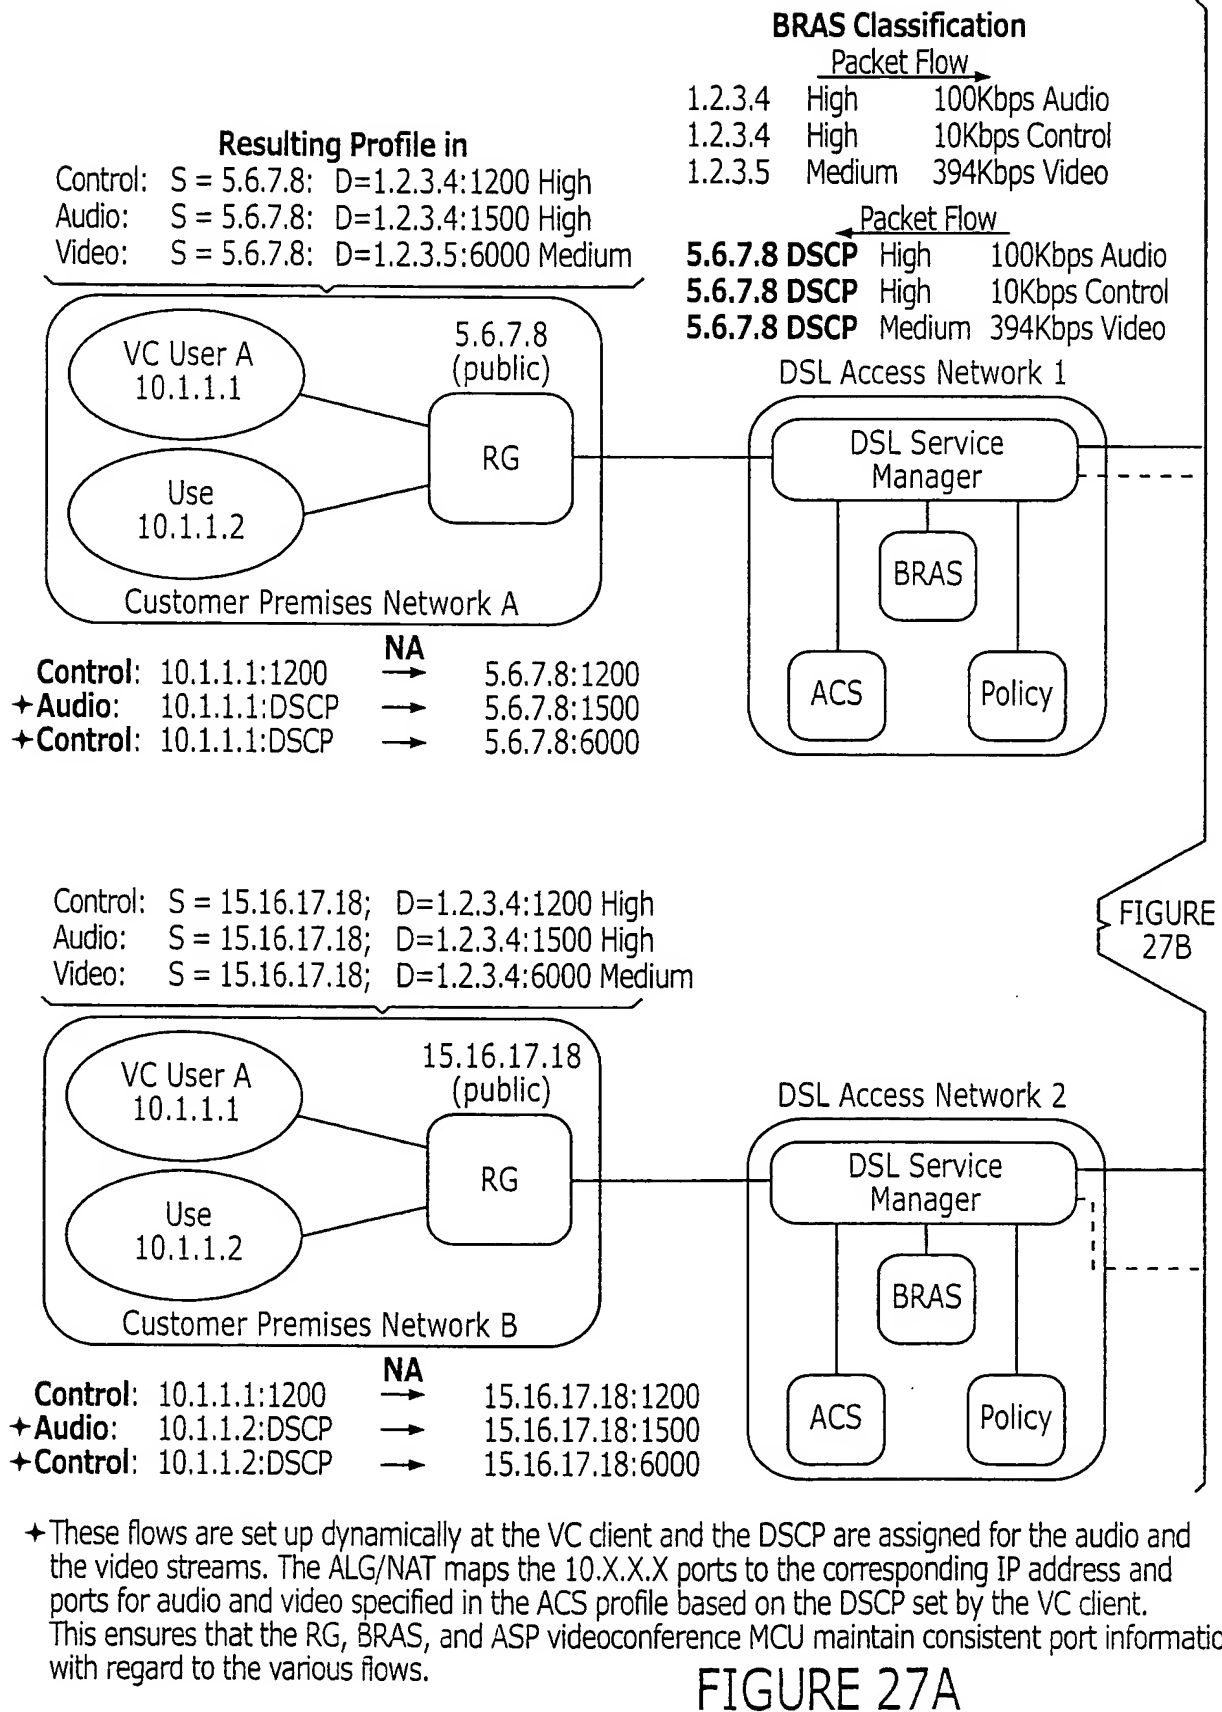 BRAS Classification
Packet Flow
1.2.3.4 High 100Kbps Audio
1.2.3.4 High 10Kbps Control
1.2.3.5 Medium 394Kbps Video
Packet Flow
5.6.7.8 DSCP High 100Kbps Audio
5.6.7.8 DSCP High 10Kbps Control
5.6.7.8 DSCP Medium 394Kbps Video
Resulting Profile in
Control: S = 5.6.7.8: D=1.2.3.4:1200 High
Audio: S = 5.6.7.8: D=1.2.3.4:1500 High
Video: S = 5.6.7.8: D=1.2.3.5:6000 Medium
VC User A
10.1.1.1
Use
10.1.1.2
5.6.7.8
(public)
RG
Customer Premises Network A
DSL Access Network 1
DSL Service
Manager
BRAS
ACS
Policy
NA
Control: 10.1.1.1:1200 → 5.6.7.8:1200
+Audio: 10.1.1.1:DSCP → 5.6.7.8:1500
+Control: 10.1.1.1:DSCP → 5.6.7.8:6000
FIGURE
27B
Control: S = 15.16.17.18; D=1.2.3.4:1200 High
Audio: S = 15.16.17.18; D=1.2.3.4:1500 High
Video: S = 15.16.17.18; D=1.2.3.4:6000 Medium
VC User A
10.1.1.1
Use
10.1.1.2
15.16.17.18
(public)
RG
Customer Premises Network B
DSL Access Network 2
DSL Service
Manager
BRAS
ACS
Policy
NA
Control: 10.1.1.1:1200 → 15.16.17.18:1200
+Audio: 10.1.1.2:DSCP → 15.16.17.18:1500
+Control: 10.1.1.2:DSCP → 15.16.17.18:6000
+These flows are set up dynamically at the VC client and the DSCP are assigned for the audio and
the video streams. The ALG/NAT maps the 10.X.X.X ports to the corresponding IP address and
ports for audio and video specified in the ACS profile based on the DSCP set by the VC client.
This ensures that the RG, BRAS, and ASP videoconference MCU maintain consistent port informatio
with regard to the various flows.
FIGURE 27A